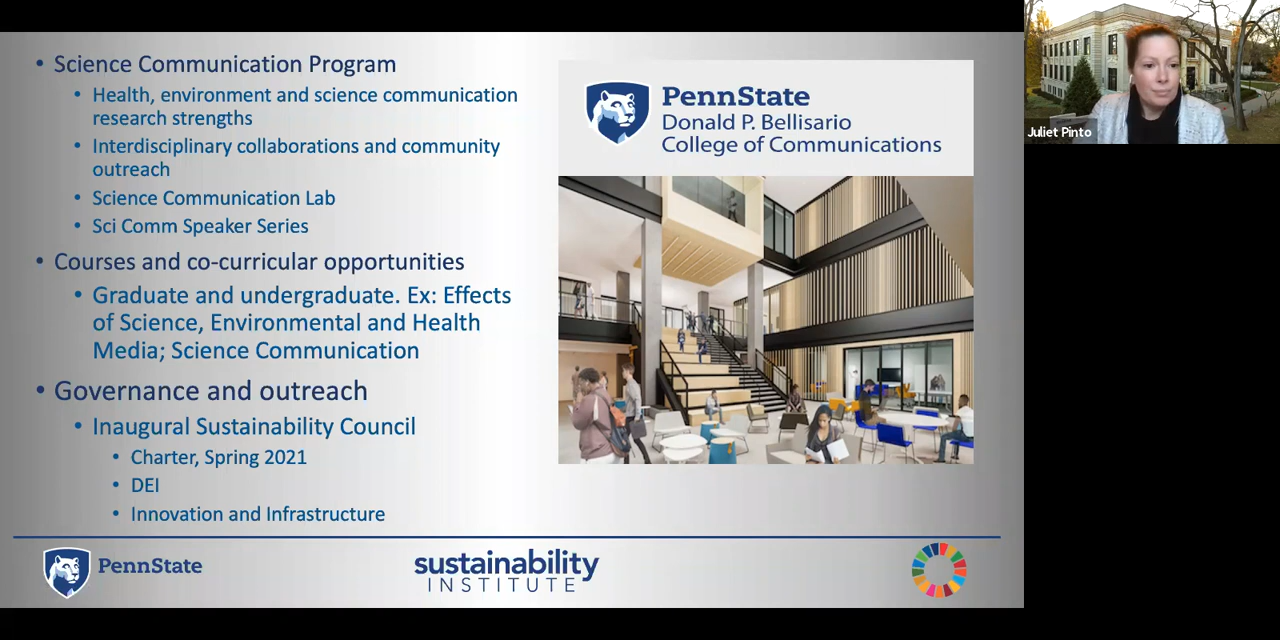 • Science Communication Program
• Health, environment and science communication
research strengths
• Interdisciplinary collaborations and community
outreach
• Science Communication Lab
• Sci Comm Speaker Series
• Courses and co-curricular opportunities
• Graduate and undergraduate. Ex: Effects
of Science, Environmental and Health
Media; Science Communication
• Governance and outreach
• Inaugural Sustainability Council
• Charter, Spring 2021
• DEI
• Innovation and Infrastructure
PennState
Donald P. Bellisario
College of Communications
Juliet Pinto
PennState
sustainability
INSTITUTE